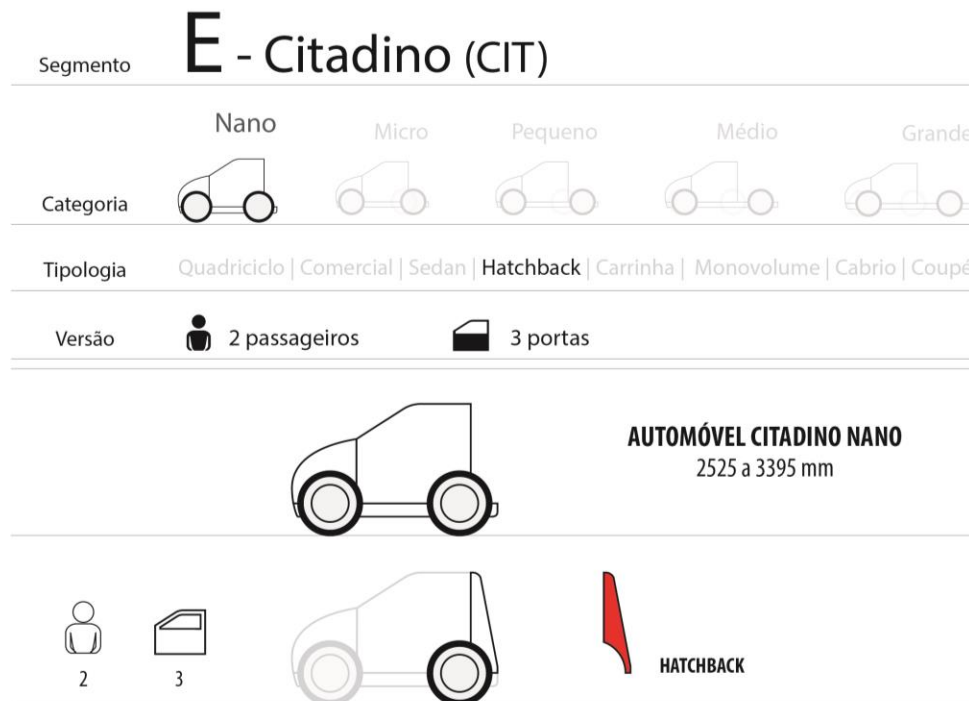 Segmento E - Citadino (CIT)
Nano Micro Pequeno Médio Grande
Categoria
Tipologia Quadriciclo | Comercial | Sedan | Hatchback | Carrinha | Monovolume | Cabrio | Coupé
Versão 2 passageiros 3 portas
AUTOMÓVEL CITADINO NANO
2525 a 3395 mm
2 3
HATCHBACK